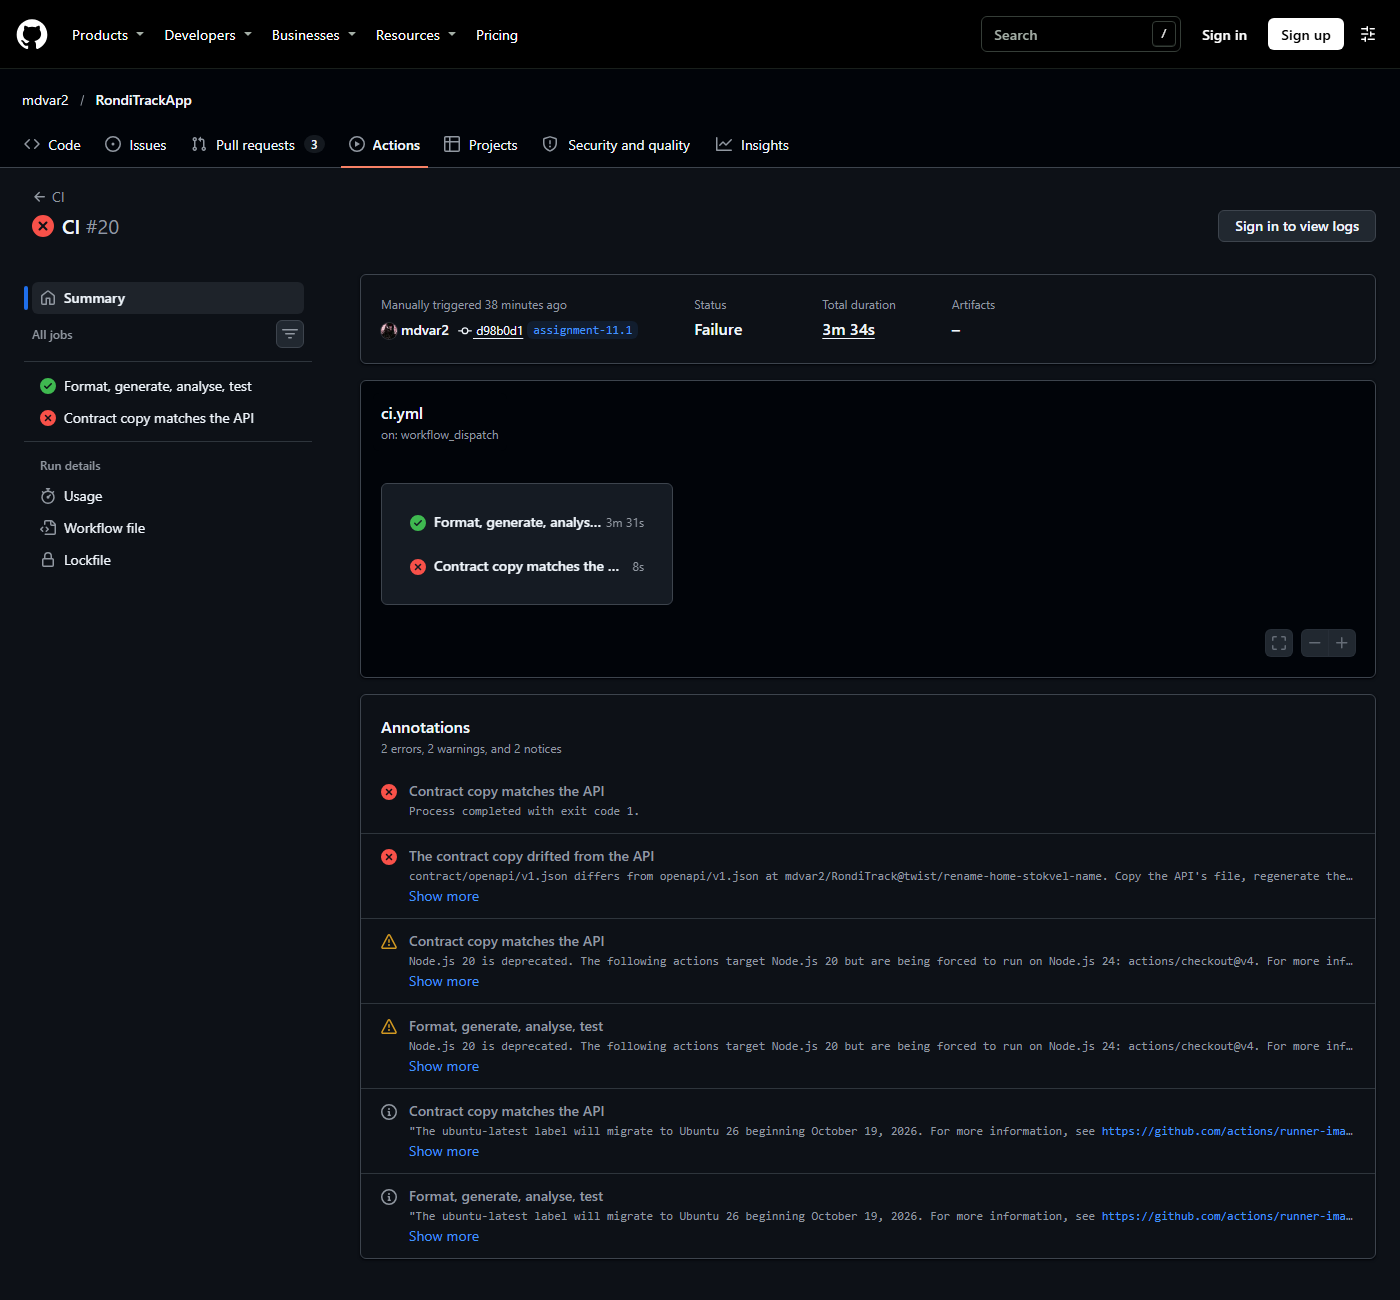 Products Developers Businesses Resources Pricing Search / Sign in Sign up
mdvar2 / RondiTrackApp
Code Issues Pull requests 3 Actions Projects Security and quality Insights
CI
CI #20
Sign in to view logs
Summary
All jobs
Format, generate, analyse, test
Contract copy matches the API
Run details
Usage
Workflow file
Lockfile
Manually triggered 38 minutes ago Status Total duration Artifacts
mdvar2 d98b0d1 assignment-11.1 Failure 3m 34s –
ci.yml
on: workflow_dispatch
Format, generate, analys... 3m 31s
Contract copy matches the ... 8s
Annotations
2 errors, 2 warnings, and 2 notices
Contract copy matches the API
Process completed with exit code 1.
The contract copy drifted from the API
contract/openapi/v1.json differs from openapi/v1.json at mdvar2/RondiTrack@twist/rename-home-stokvel-name. Copy the API's file, regenerate the…
Show more
Contract copy matches the API
Node.js 20 is deprecated. The following actions target Node.js 20 but are being forced to run on Node.js 24: actions/checkout@v4. For more inf…
Show more
Format, generate, analyse, test
Node.js 20 is deprecated. The following actions target Node.js 20 but are being forced to run on Node.js 24: actions/checkout@v4. For more inf…
Show more
Contract copy matches the API
"The ubuntu-latest label will migrate to Ubuntu 26 beginning October 19, 2026. For more information, see https://github.com/actions/runner-ima…
Show more
Format, generate, analyse, test
"The ubuntu-latest label will migrate to Ubuntu 26 beginning October 19, 2026. For more information, see https://github.com/actions/runner-ima…
Show more